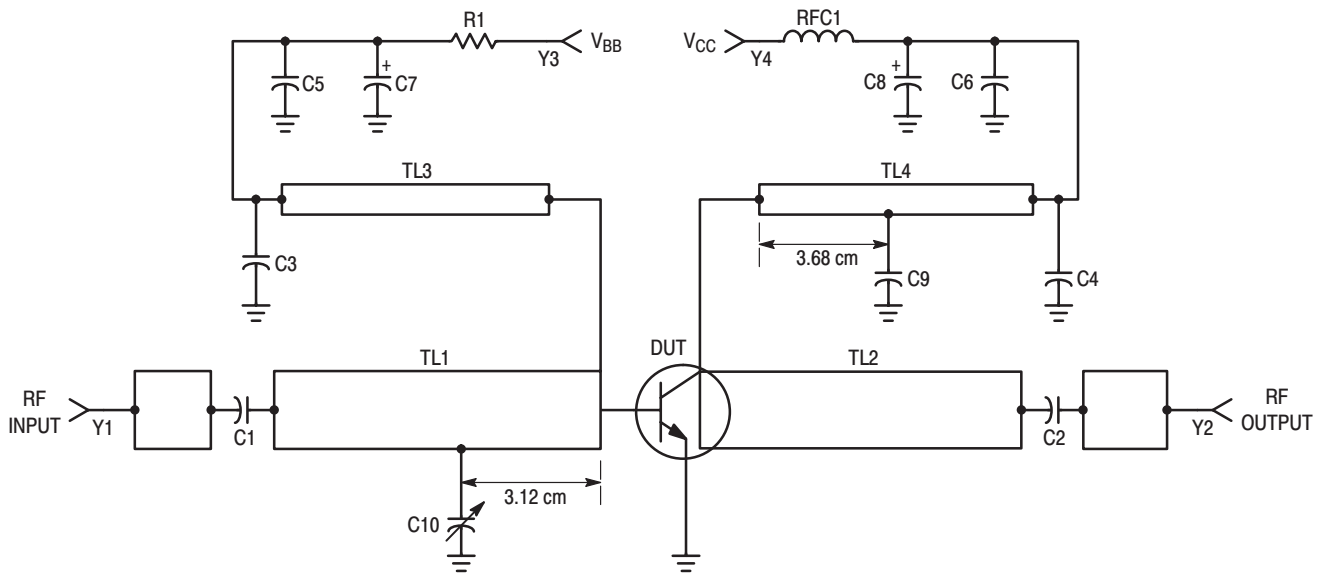 R1
V_BB
Y3
V_CC
Y4
RFC1
C5
+
C7
+
C8
C6
TL3
TL4
3.68 cm
C3
C9
C4
TL1
DUT
TL2
RF
INPUT
Y1
C1
C2
Y2
RF
OUTPUT
3.12 cm
C10